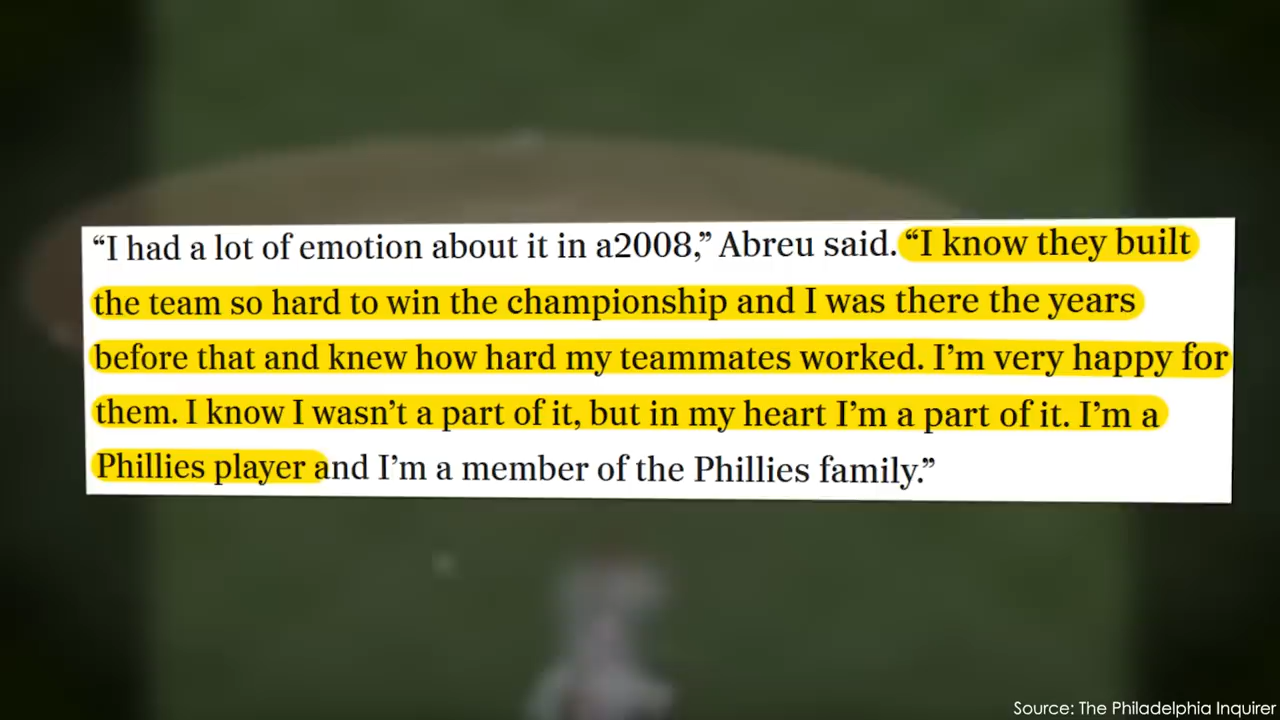 “I had a lot of emotion about it in a2008,” Abreu said. “I know they built
the team so hard to win the championship and I was there the years
before that and knew how hard my teammates worked. I’m very happy for
them. I know I wasn’t a part of it, but in my heart I’m a part of it. I’m a
Phillies player and I’m a member of the Phillies family.”
Source: The Philadelphia Inquirer